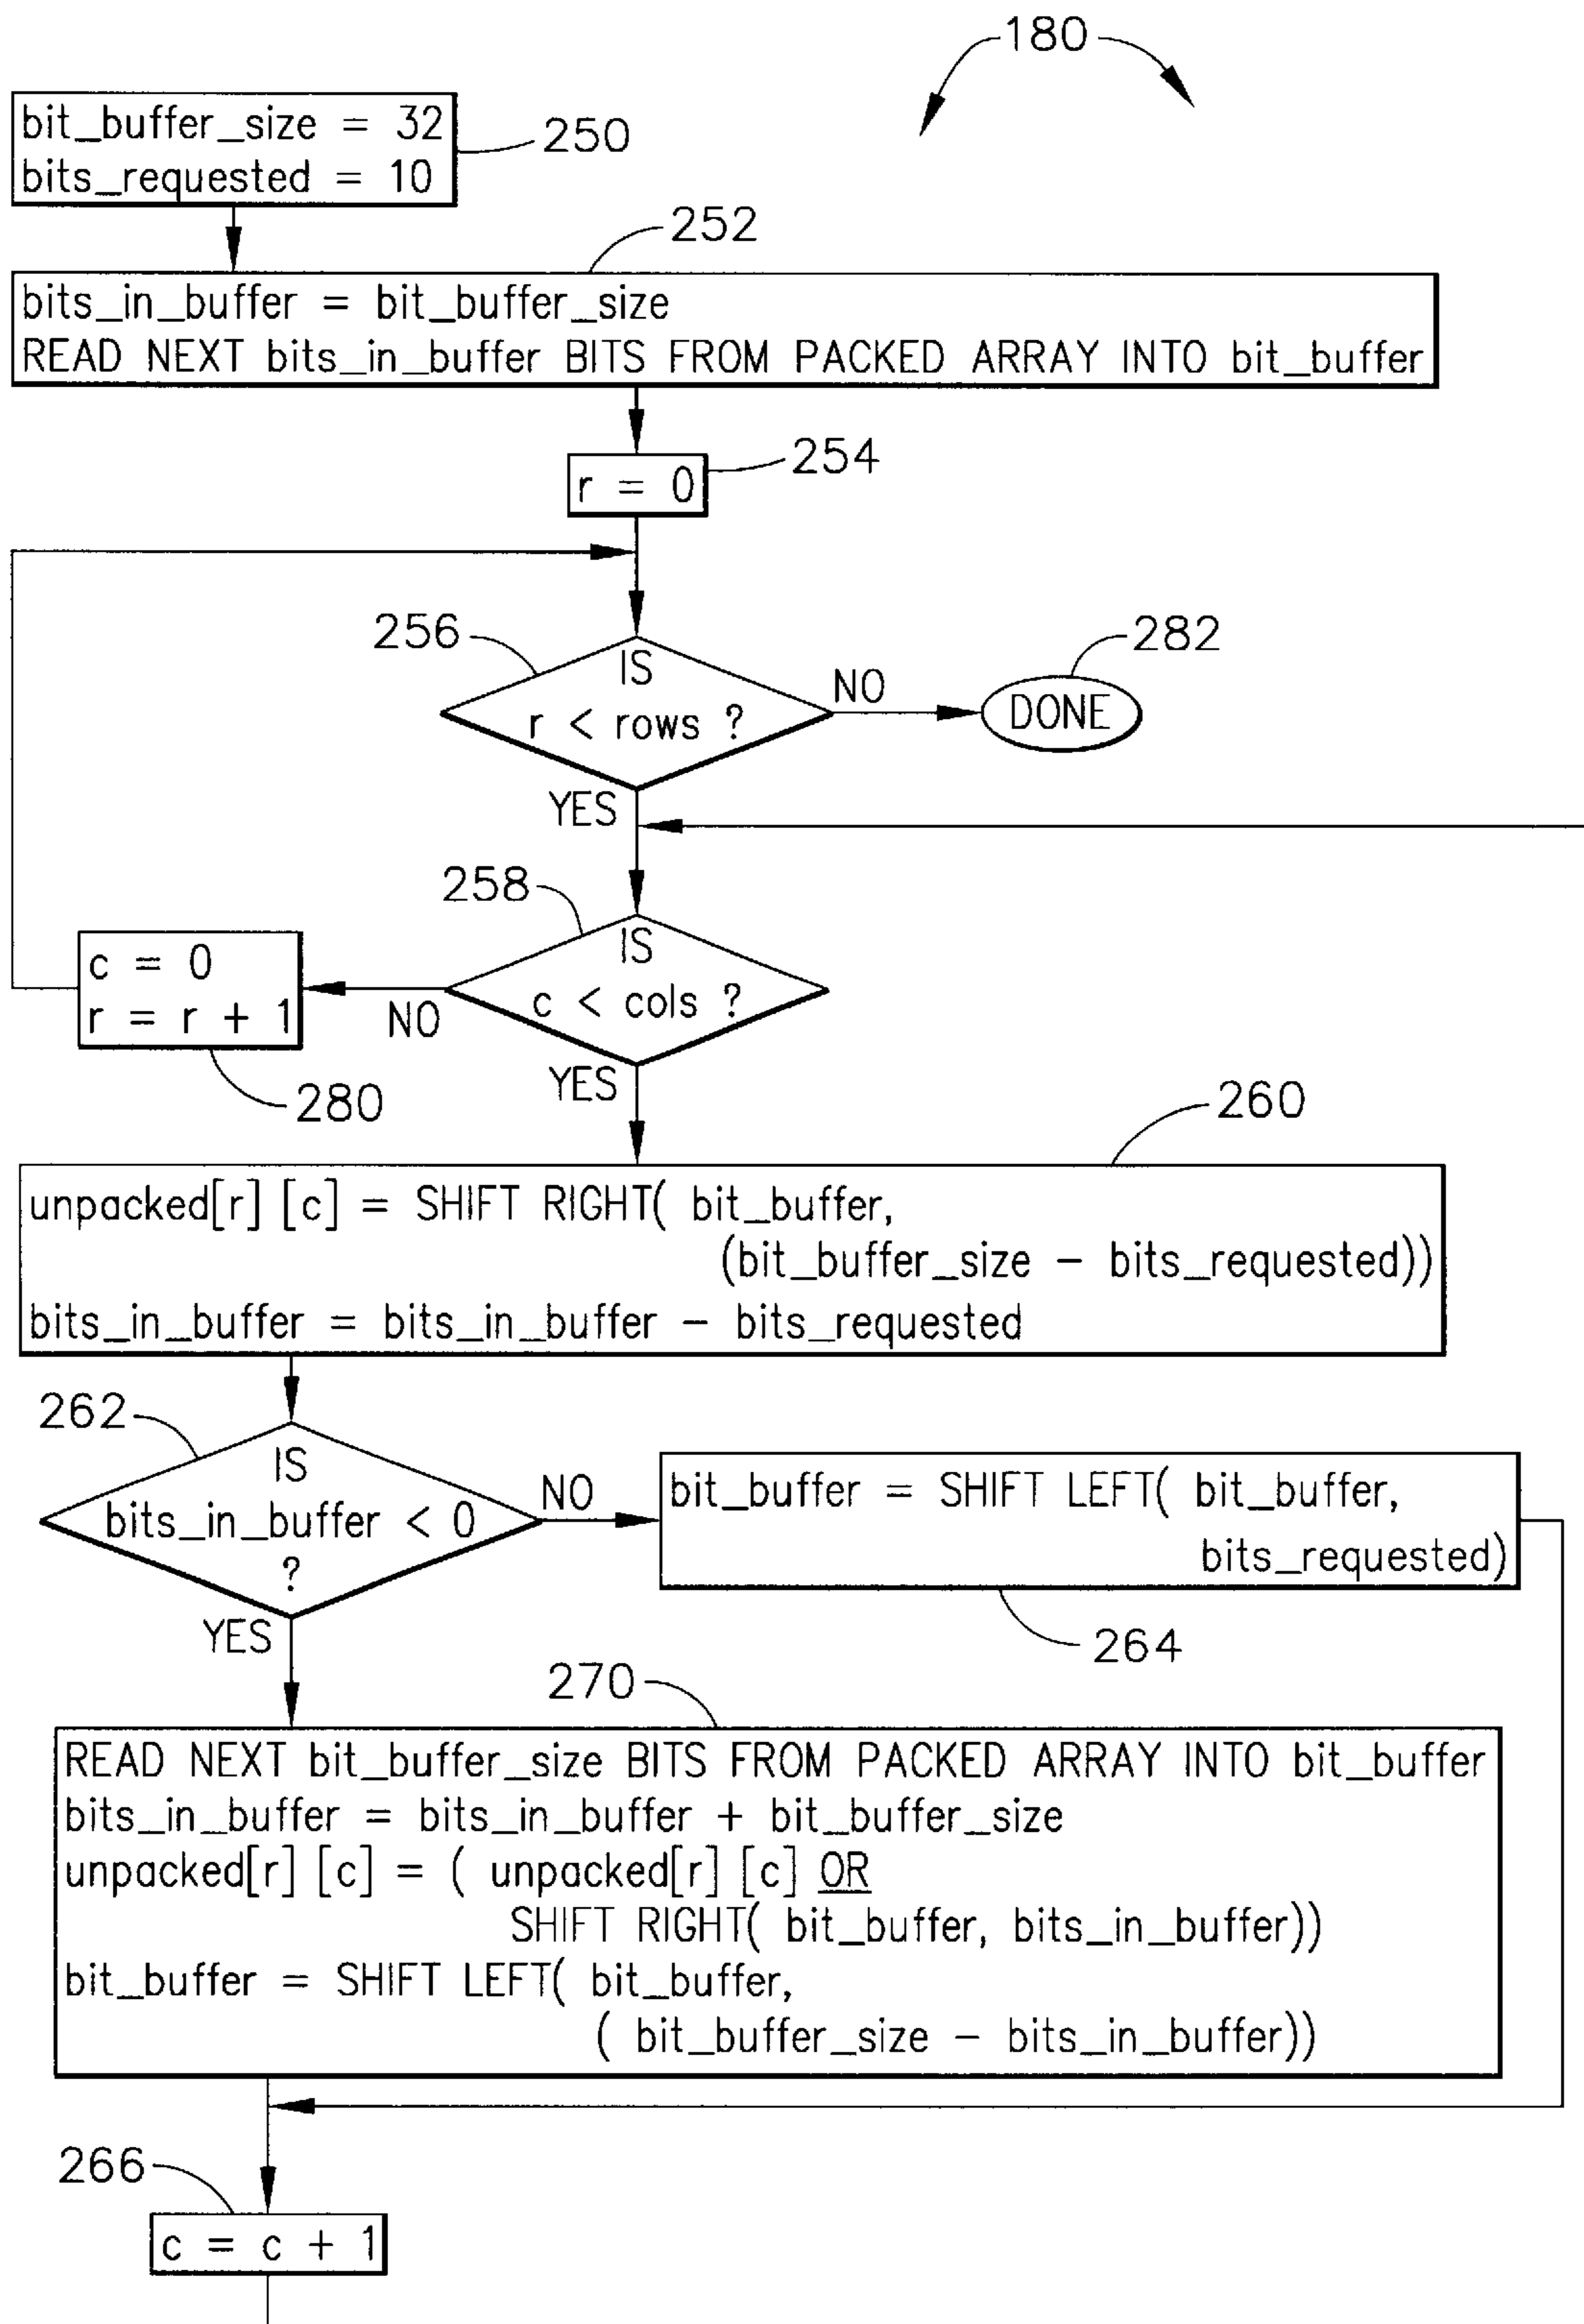 180
bit_buffer_size = 32
bits_requested = 10
250
252
bits_in_buffer = bit_buffer_size
READ NEXT bits_in_buffer BITS FROM PACKED ARRAY INTO bit_buffer
254
r = 0
256
IS
r < rows ?
NO
282
DONE
YES
258
IS
c < cols ?
NO
c = 0
r = r + 1
280
YES
260
unpacked[r] [c] = SHIFT RIGHT( bit_buffer,
(bit_buffer_size - bits_requested))
bits_in_buffer = bits_in_buffer - bits_requested
262
IS
bits_in_buffer < 0
?
NO
bit_buffer = SHIFT LEFT( bit_buffer,
bits_requested)
264
YES
270
READ NEXT bit_buffer_size BITS FROM PACKED ARRAY INTO bit_buffer
bits_in_buffer = bits_in_buffer + bit_buffer_size
unpacked[r] [c] = ( unpacked[r] [c] OR
SHIFT RIGHT( bit_buffer, bits_in_buffer))
bit_buffer = SHIFT LEFT( bit_buffer,
( bit_buffer_size - bits_in_buffer))
266
c = c + 1